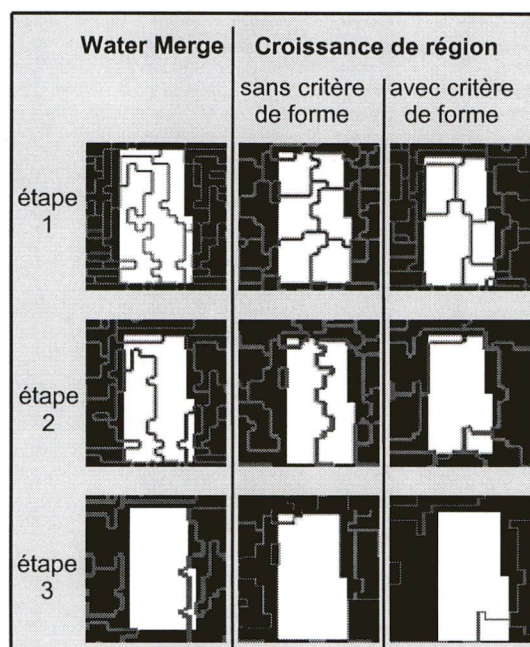 Water Merge
Croissance de région
sans critère
de forme
avec critère
de forme
étape
1
étape
2
étape
3